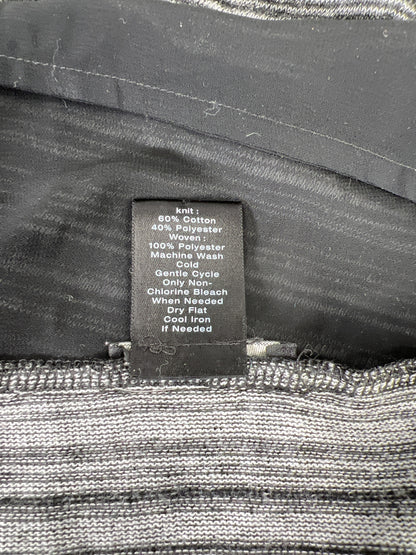 knit :
60% Cotton
40% Polyester
Woven :
100% Polyester
Machine Wash
Cold
Gentle Cycle
Only Non-
Chlorine Bleach
When Needed
Dry Flat
Cool Iron
If Needed